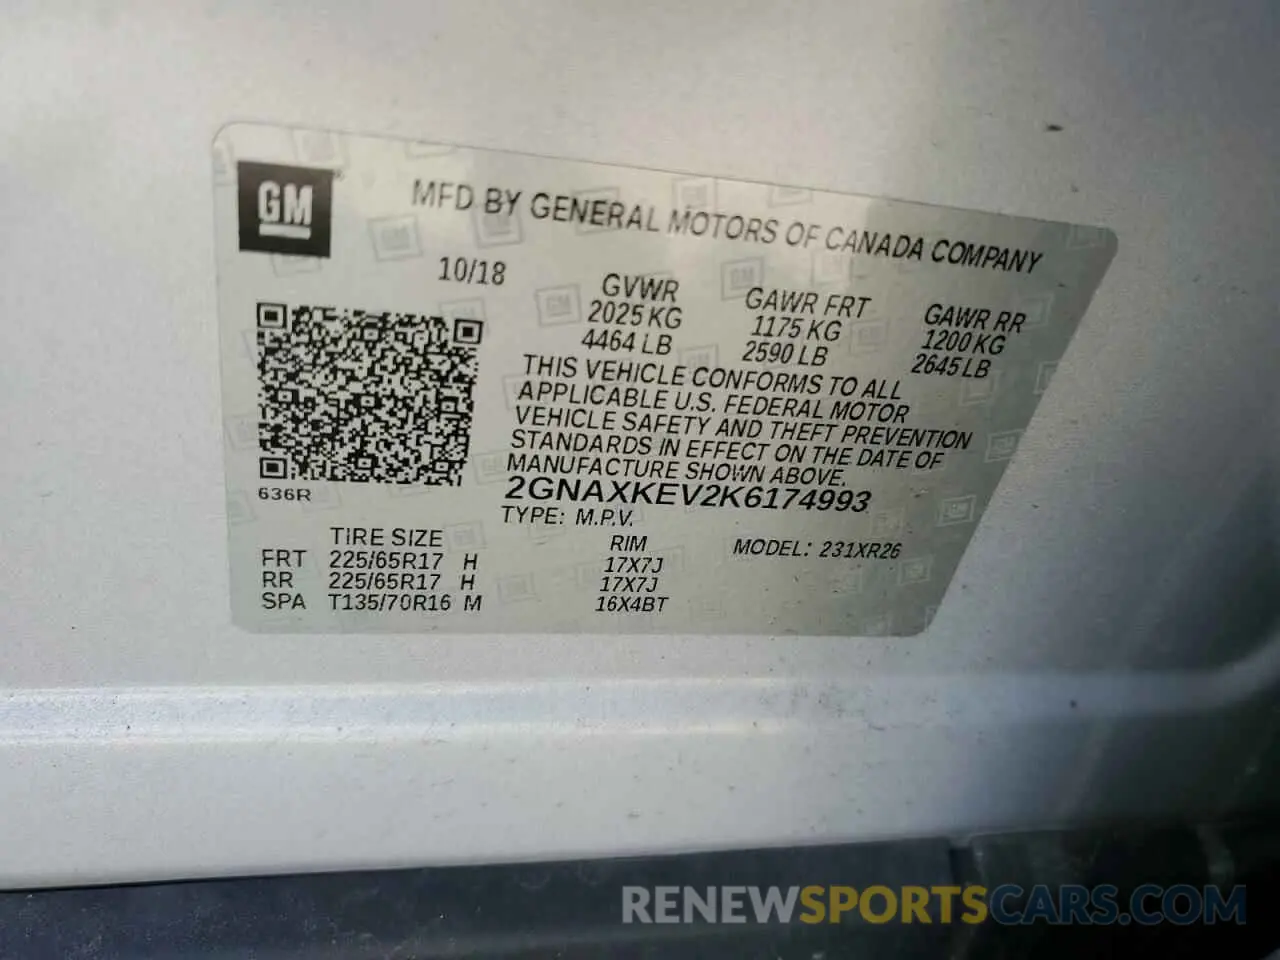 GM
MFD BY GENERAL MOTORS OF CANADA COMPANY
10/18
GVWR GAWR FRT GAWR RR
2025 KG 1175 KG 1200 KG
4464 LB 2590 LB 2645 LB
THIS VEHICLE CONFORMS TO ALL
APPLICABLE U.S. FEDERAL MOTOR
VEHICLE SAFETY AND THEFT PREVENTION
STANDARDS IN EFFECT ON THE DATE OF
MANUFACTURE SHOWN ABOVE.
636R
2GNAXKEV2K6174993
TYPE: M.P.V.
TIRE SIZE RIM MODEL: 231XR26
FRT 225/65R17 H 17X7J
RR 225/65R17 H 17X7J
SPA T135/70R16 M 16X4BT
RENEWSPORTSCARS.COM